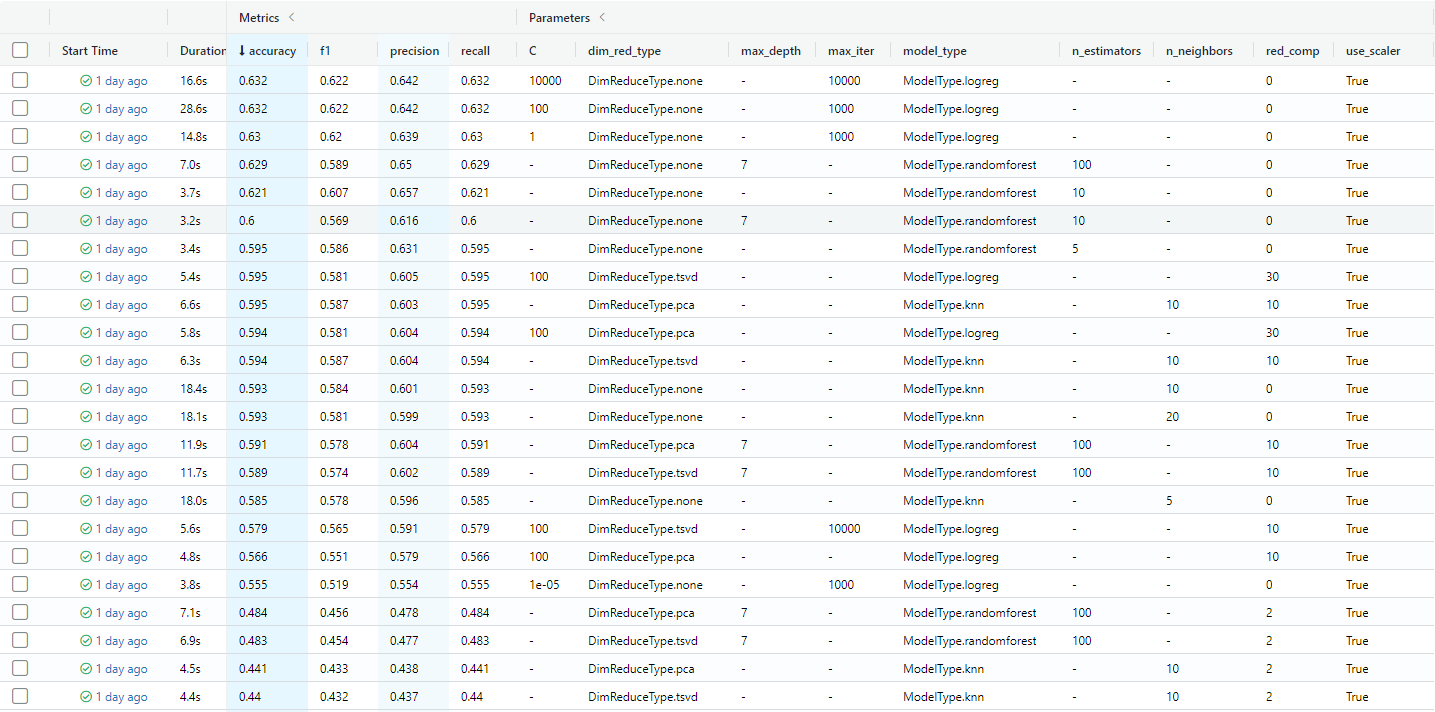 Metrics Parameters
Start Time Duration ↓ accuracy f1 precision recall C dim_red_type max_depth max_iter model_type n_estimators n_neighbors red_comp use_scaler
1 day ago 16.6s 0.632 0.622 0.642 0.632 10000 DimReduceType.none - 10000 ModelType.logreg - - 0 True
1 day ago 28.6s 0.632 0.622 0.642 0.632 100 DimReduceType.none - 1000 ModelType.logreg - - 0 True
1 day ago 14.8s 0.63 0.62 0.639 0.63 1 DimReduceType.none - 1000 ModelType.logreg - - 0 True
1 day ago 7.0s 0.629 0.589 0.65 0.629 - DimReduceType.none 7 - ModelType.randomforest 100 - 0 True
1 day ago 3.7s 0.621 0.607 0.657 0.621 - DimReduceType.none - - ModelType.randomforest 10 - 0 True
1 day ago 3.2s 0.6 0.569 0.616 0.6 - DimReduceType.none 7 - ModelType.randomforest 10 - 0 True
1 day ago 3.4s 0.595 0.586 0.631 0.595 - DimReduceType.none - - ModelType.randomforest 5 - 0 True
1 day ago 5.4s 0.595 0.581 0.605 0.595 100 DimReduceType.tsvd - - ModelType.logreg - - 30 True
1 day ago 6.6s 0.595 0.587 0.603 0.595 - DimReduceType.pca - - ModelType.knn - 10 10 True
1 day ago 5.8s 0.594 0.581 0.604 0.594 100 DimReduceType.pca - - ModelType.logreg - - 30 True
1 day ago 6.3s 0.594 0.587 0.604 0.594 - DimReduceType.tsvd - - ModelType.knn - 10 10 True
1 day ago 18.4s 0.593 0.584 0.601 0.593 - DimReduceType.none - - ModelType.knn - 10 0 True
1 day ago 18.1s 0.593 0.581 0.599 0.593 - DimReduceType.none - - ModelType.knn - 20 0 True
1 day ago 11.9s 0.591 0.578 0.604 0.591 - DimReduceType.pca 7 - ModelType.randomforest 100 - 10 True
1 day ago 11.7s 0.589 0.574 0.602 0.589 - DimReduceType.tsvd 7 - ModelType.randomforest 100 - 10 True
1 day ago 18.0s 0.585 0.578 0.596 0.585 - DimReduceType.none - - ModelType.knn - 5 0 True
1 day ago 5.6s 0.579 0.565 0.591 0.579 100 DimReduceType.tsvd - 10000 ModelType.logreg - - 10 True
1 day ago 4.8s 0.566 0.551 0.579 0.566 100 DimReduceType.pca - - ModelType.logreg - - 10 True
1 day ago 3.8s 0.555 0.519 0.554 0.555 1e-05 DimReduceType.none - 1000 ModelType.logreg - - 0 True
1 day ago 7.1s 0.484 0.456 0.478 0.484 - DimReduceType.pca 7 - ModelType.randomforest 100 - 2 True
1 day ago 6.9s 0.483 0.454 0.477 0.483 - DimReduceType.tsvd 7 - ModelType.randomforest 100 - 2 True
1 day ago 4.5s 0.441 0.433 0.438 0.441 - DimReduceType.pca - - ModelType.knn - 10 2 True
1 day ago 4.4s 0.44 0.432 0.437 0.44 - DimReduceType.tsvd - - ModelType.knn - 10 2 True